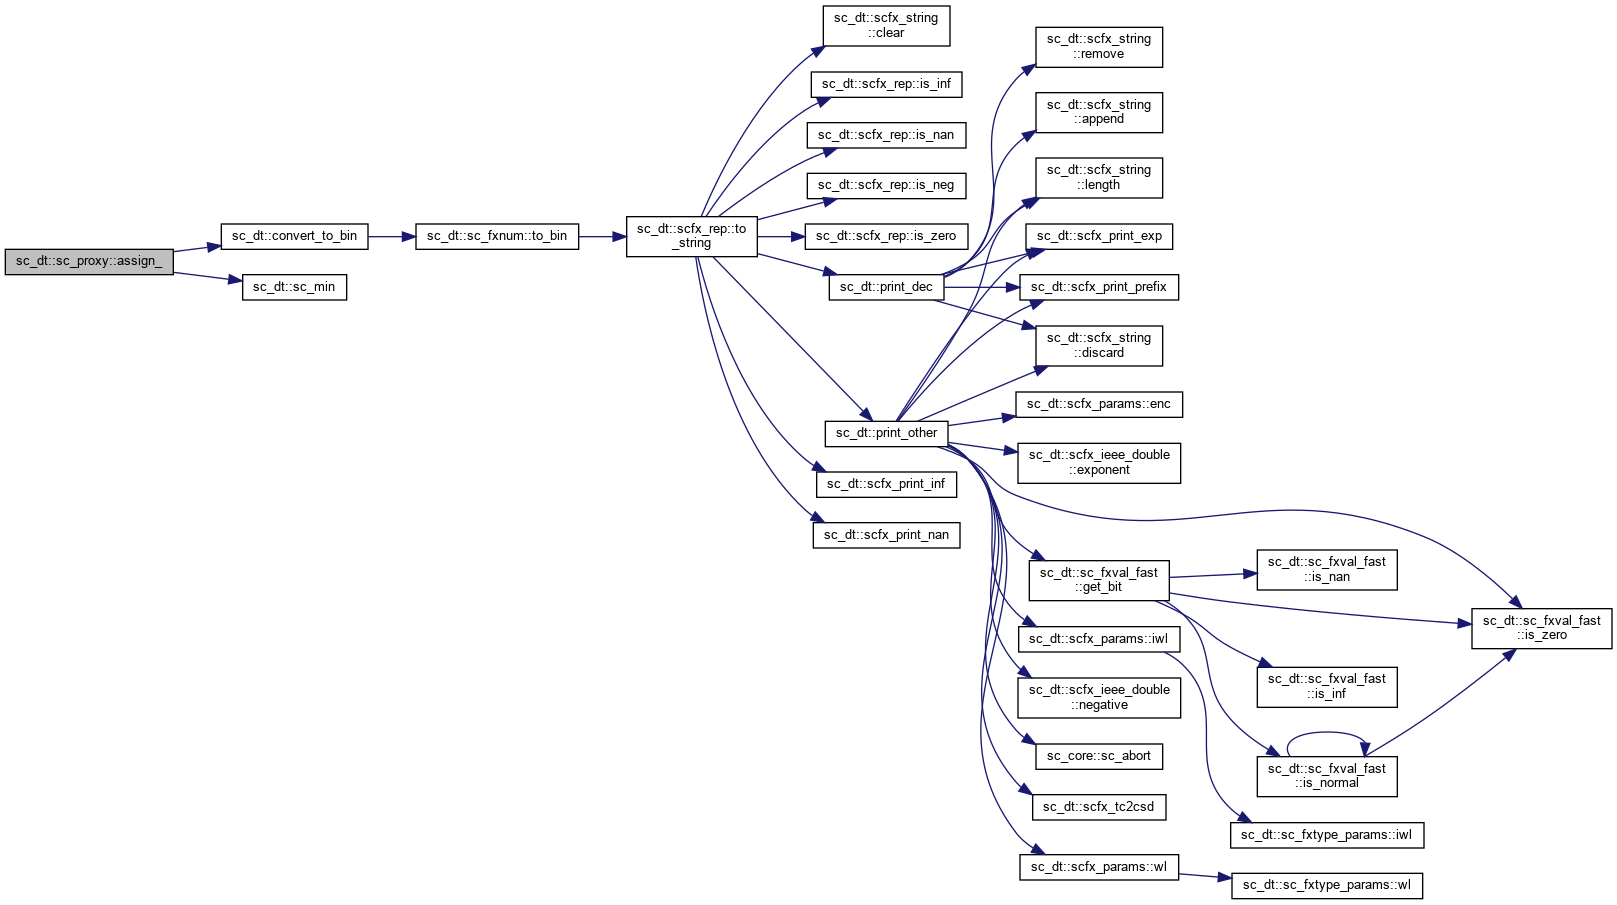 sc_dt::sc_proxy::assign_
sc_dt::convert_to_bin
sc_dt::sc_min
sc_dt::sc_fxnum::to_bin
sc_dt::scfx_rep::to
_string
sc_dt::scfx_string
::clear
sc_dt::scfx_rep::is_inf
sc_dt::scfx_rep::is_nan
sc_dt::scfx_rep::is_neg
sc_dt::scfx_rep::is_zero
sc_dt::print_dec
sc_dt::print_other
sc_dt::scfx_print_inf
sc_dt::scfx_print_nan
sc_dt::scfx_string
::remove
sc_dt::scfx_string
::append
sc_dt::scfx_string
::length
sc_dt::scfx_print_exp
sc_dt::scfx_print_prefix
sc_dt::scfx_string
::discard
sc_dt::scfx_params::enc
sc_dt::scfx_ieee_double
::exponent
sc_dt::sc_fxval_fast
::get_bit
sc_dt::scfx_params::iwl
sc_dt::scfx_ieee_double
::negative
sc_core::sc_abort
sc_dt::scfx_tc2csd
sc_dt::scfx_params::wl
sc_dt::sc_fxval_fast
::is_nan
sc_dt::sc_fxval_fast
::is_inf
sc_dt::sc_fxval_fast
::is_normal
sc_dt::sc_fxtype_params::iwl
sc_dt::sc_fxtype_params::wl
sc_dt::sc_fxval_fast
::is_zero